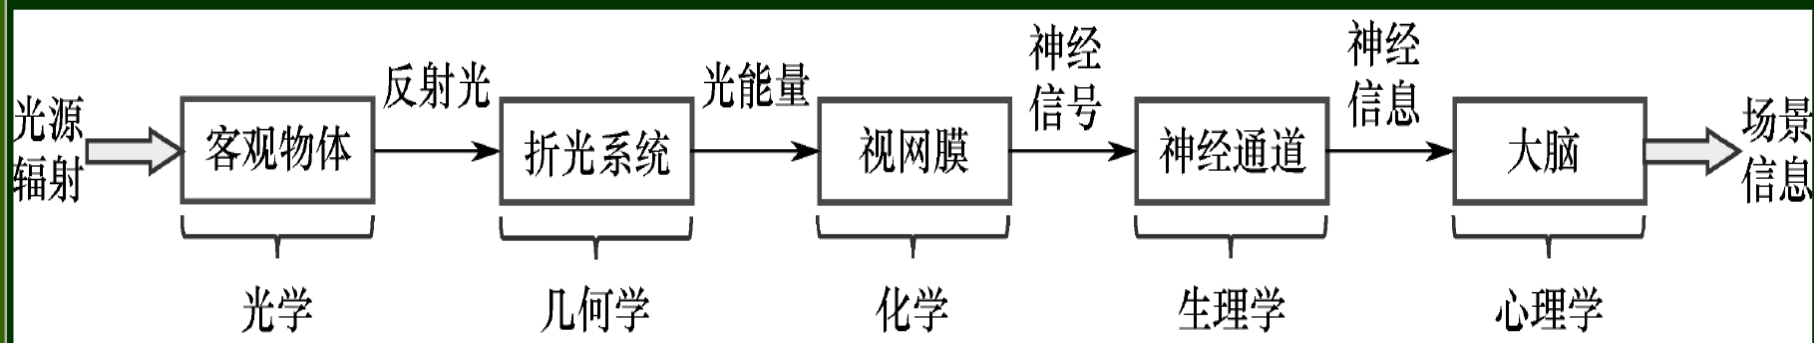 光源
辐射
客观物体
反射光
折光系统
光能量
视网膜
神经
信号
神经通道
神经
信息
大脑
场景
信息
光学
几何学
化学
生理学
心理学